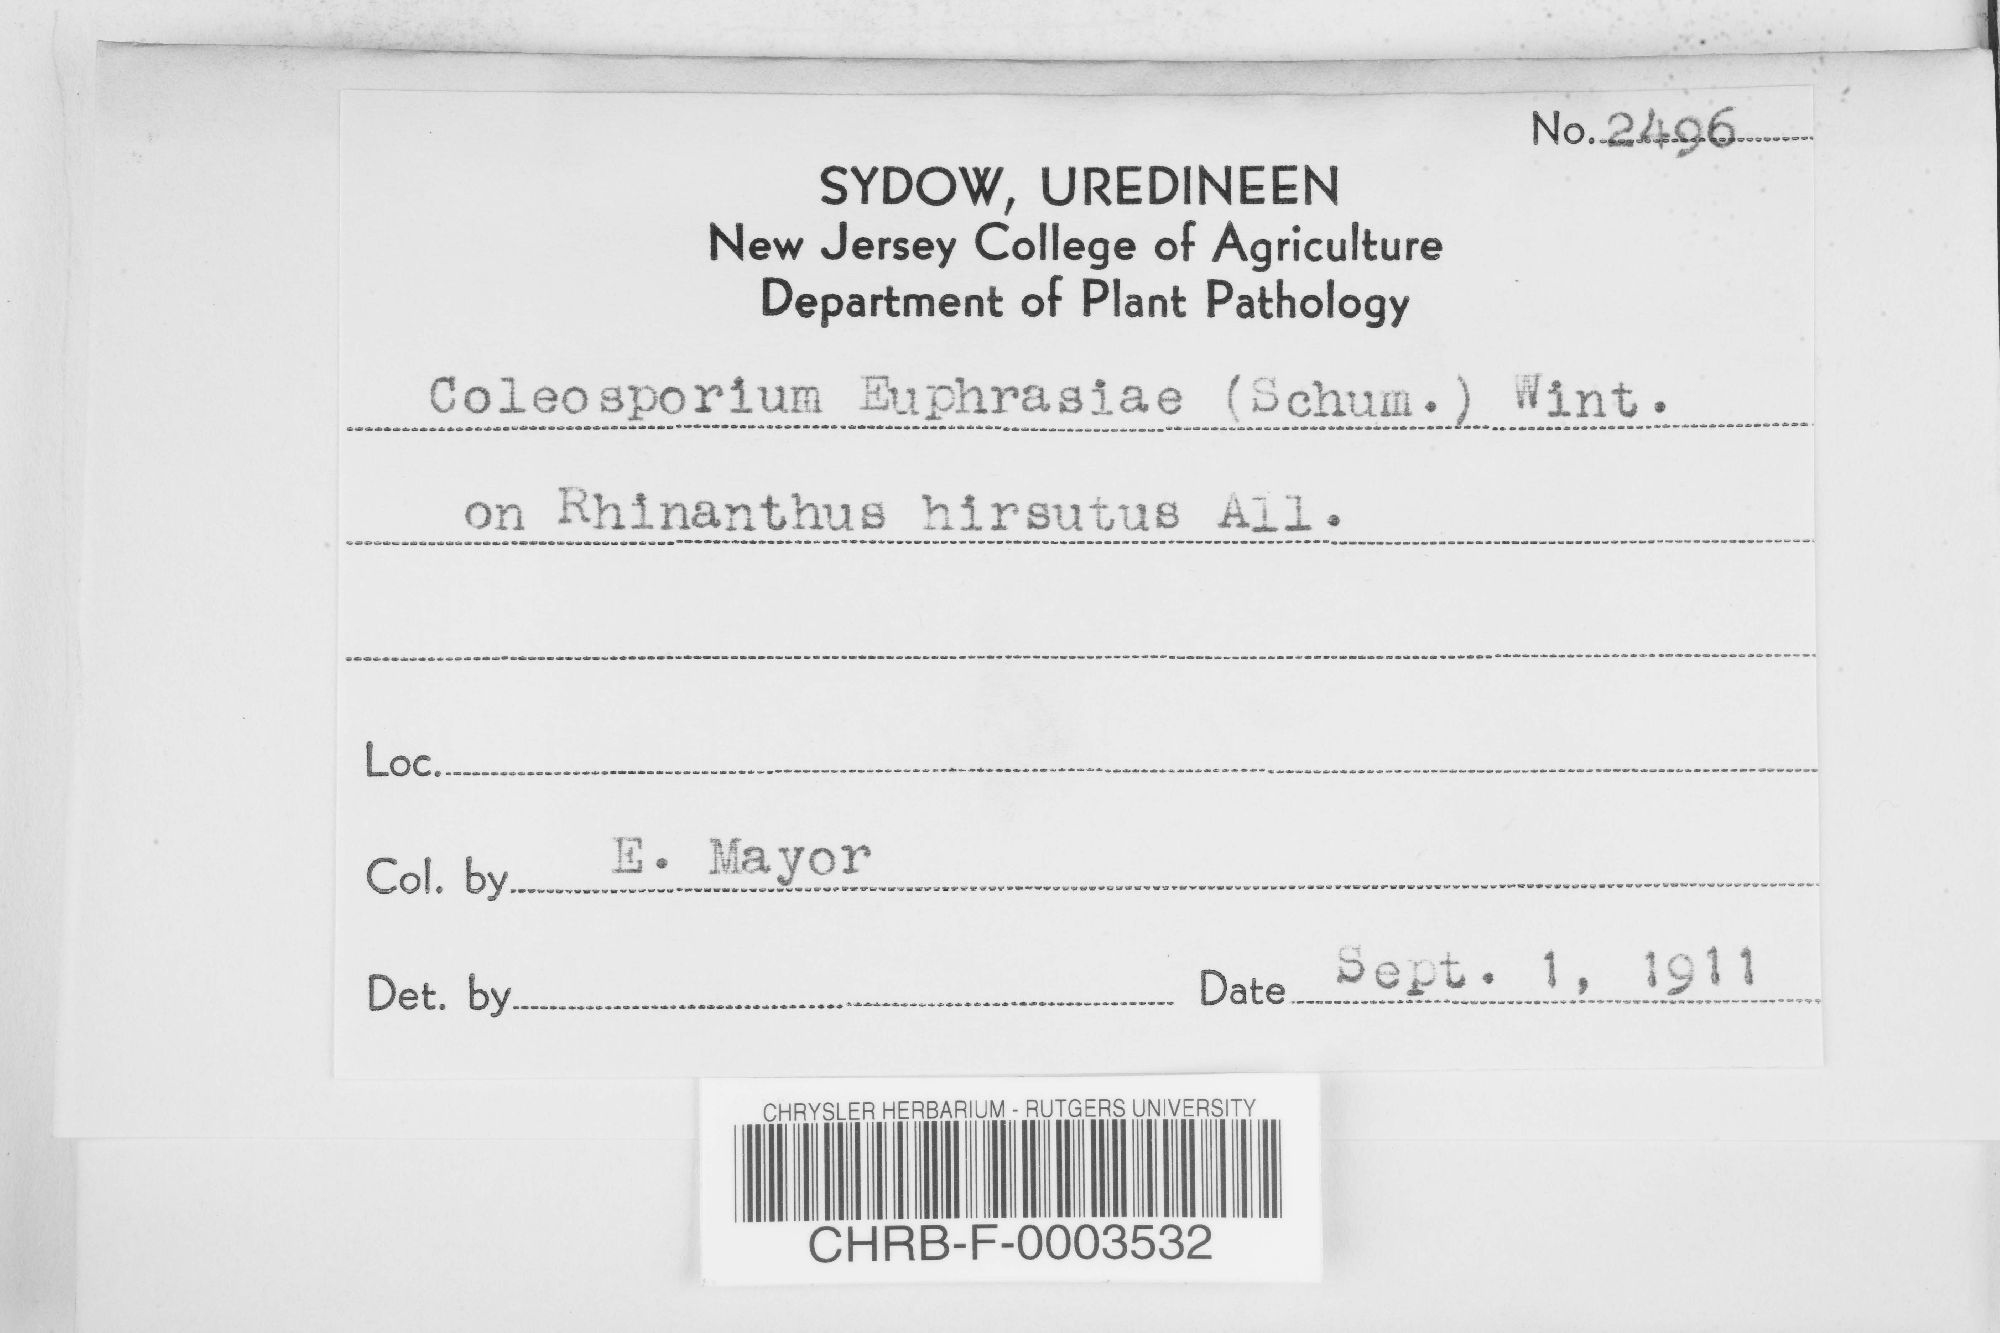 No. 2496
SYDOW, UREDINEEN
New Jersey College of Agriculture
Department of Plant Pathology
Coleosporium Euphrasiae (Schum.) Wint.
on Rhinanthus hirsutus All.
Loc.
Col. by E. Mayor
Det. by Date Sept. 1, 1911
CHRYSLER HERBARIUM - RUTGERS UNIVERSITY
CHRB-F-0003532